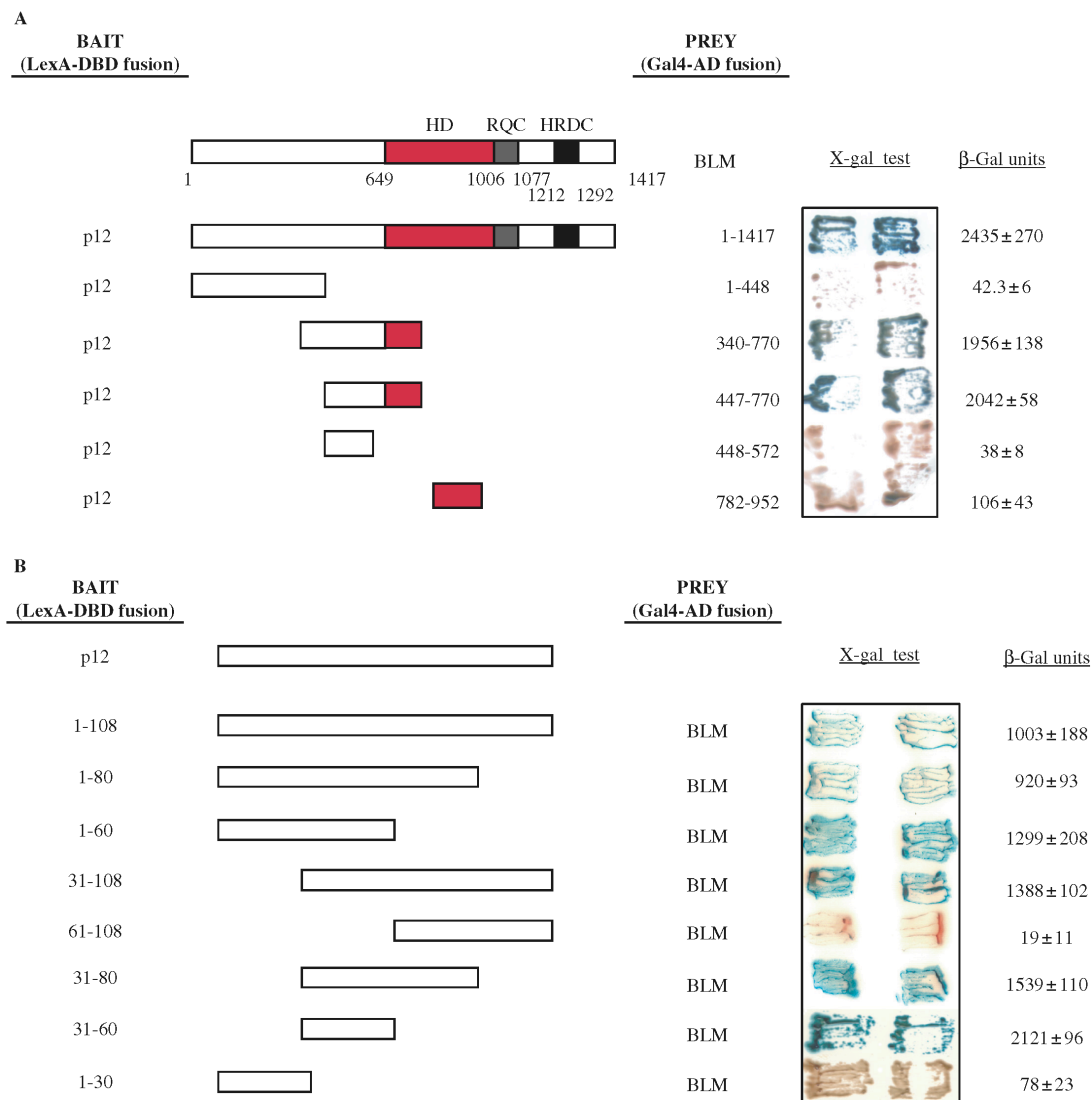 A
BAIT
(LexA-DBD fusion)
PREY
(Gal4-AD fusion)
HD RQC HRDC
BLM X-gal test β-Gal units
1 649 1006 1077 1417
1212 1292
p12 1-1417 2435±270
p12 1-448 42.3±6
p12 340-770 1956±138
p12 447-770 2042±58
p12 448-572 38±8
p12 782-952 106±43
B
BAIT
(LexA-DBD fusion)
PREY
(Gal4-AD fusion)
p12 X-gal test β-Gal units
1-108 BLM 1003±188
1-80 BLM 920±93
1-60 BLM 1299±208
31-108 BLM 1388±102
61-108 BLM 19±11
31-80 BLM 1539±110
31-60 BLM 2121±96
1-30 BLM 78±23